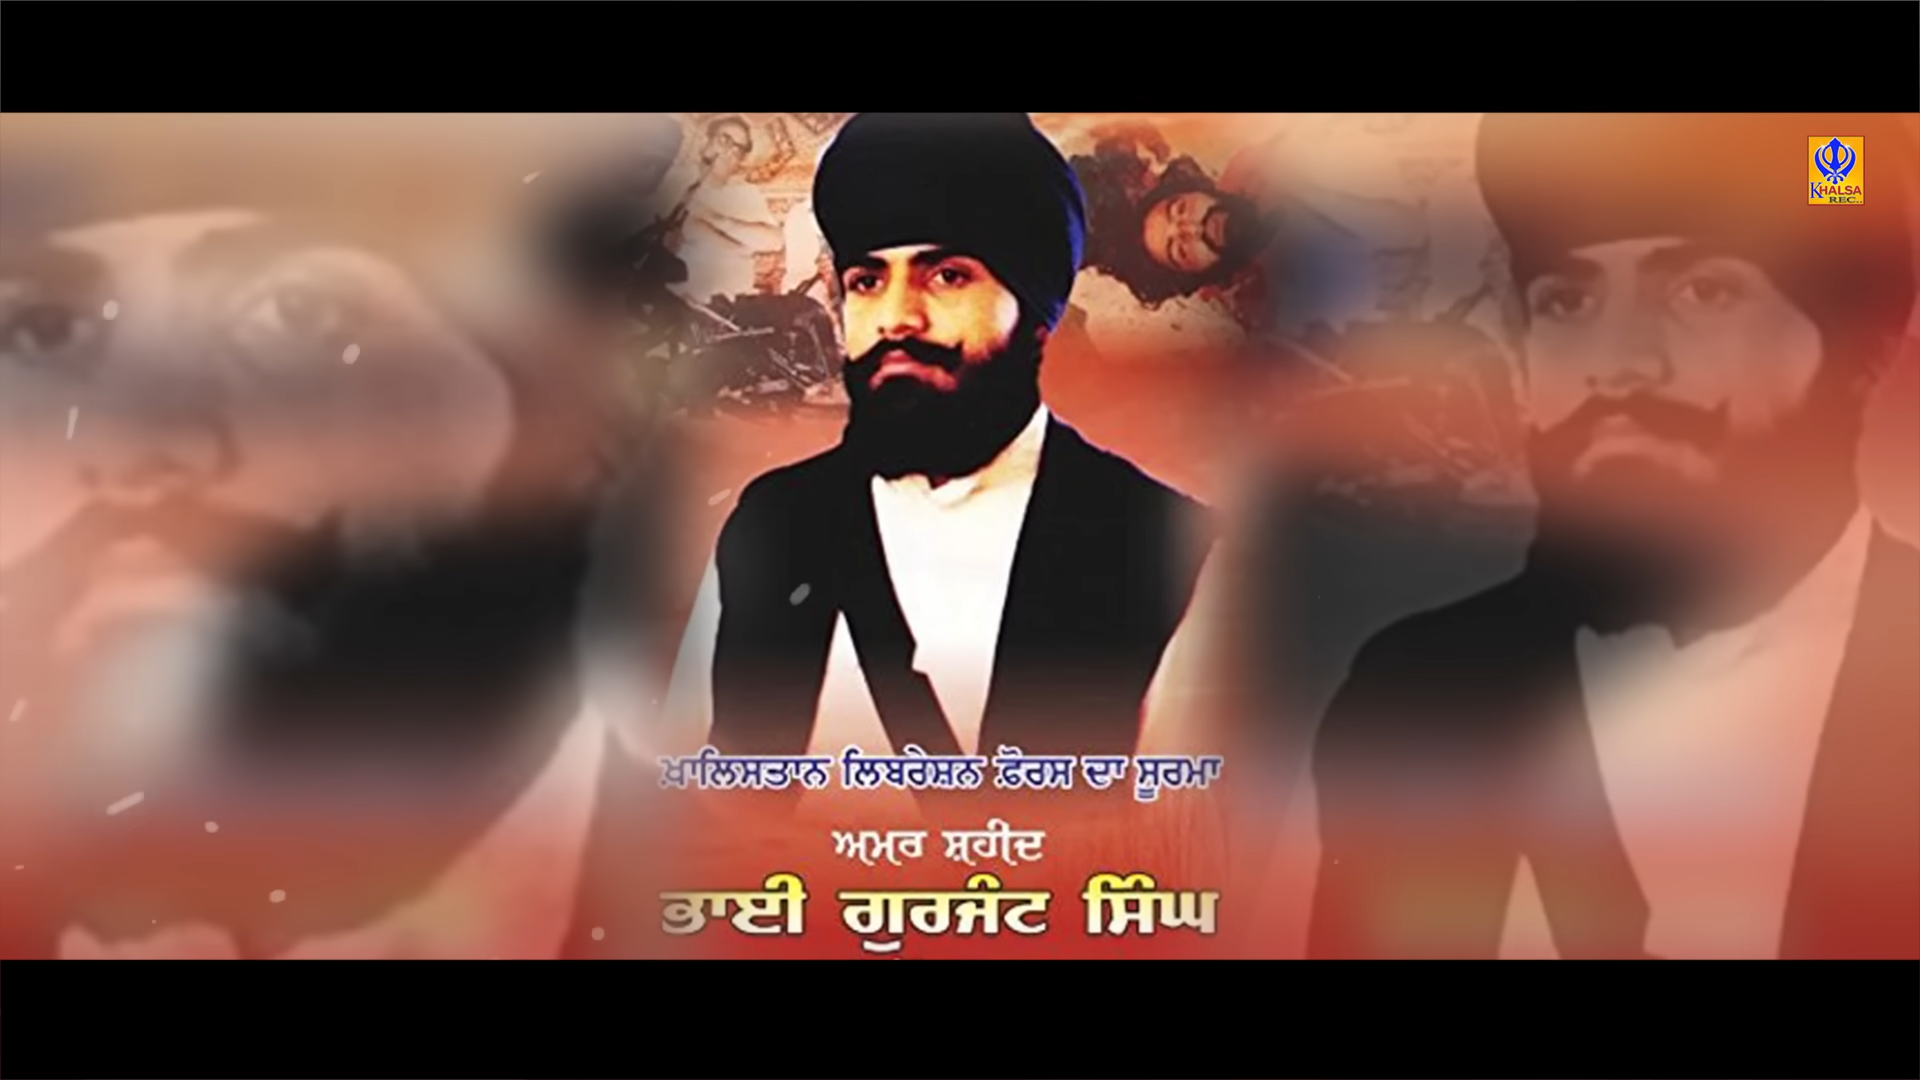 KHALSA
REC..
ਖ਼ਾਲਿਸਤਾਨ ਲਿਬਰੇਸ਼ਨ ਫ਼ੋਰਸ ਦਾ ਸੂਰਮਾ
ਅਮਰ ਸ਼ਹੀਦ
ਭਾਈ ਗੁਰਜੰਟ ਸਿੰਘ